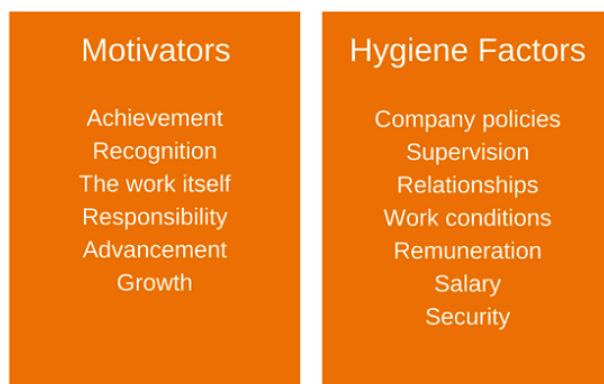 Motivators
Achievement
Recognition
The work itself
Responsibility
Advancement
Growth
Hygiene Factors
Company policies
Supervision
Relationships
Work conditions
Remuneration
Salary
Security